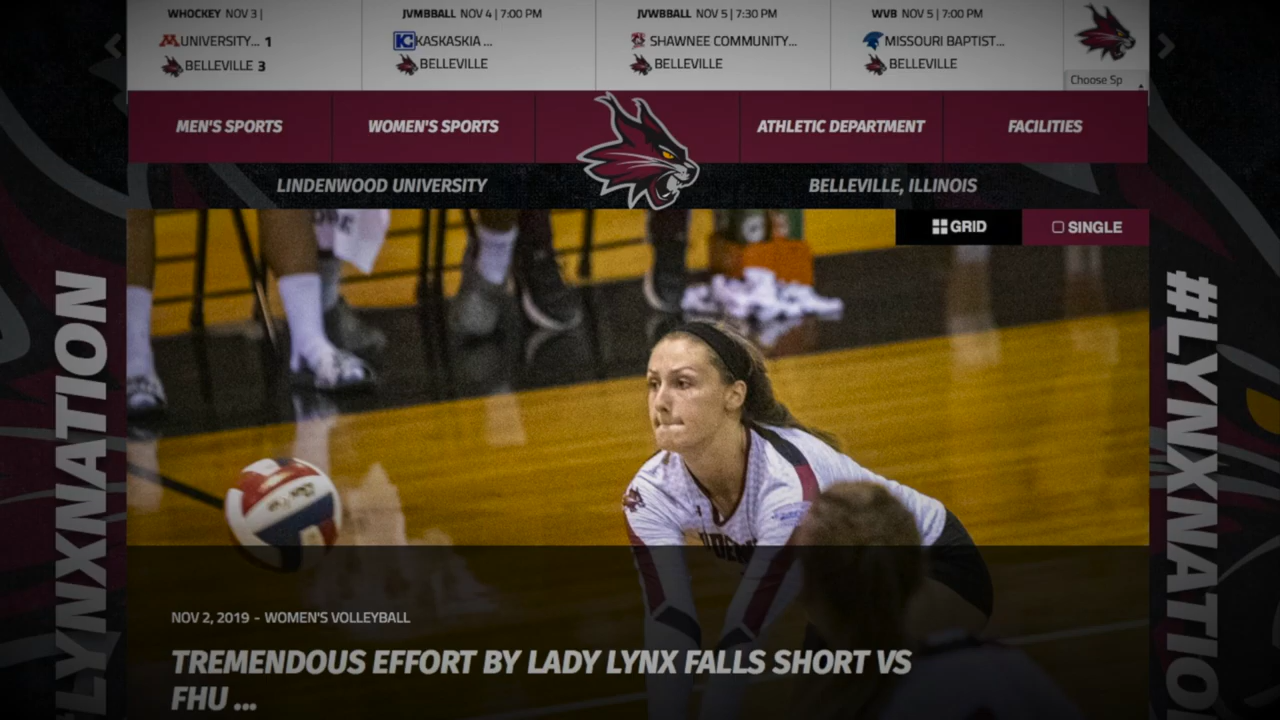 WHOCKEY NOV 3 |
UNIVERSITY... 1
BELLEVILLE 3
JVMBBALL NOV 4 | 7:00 PM
KC KASKASKIA ...
BELLEVILLE
JVWBBALL NOV 5 | 7:30 PM
SHAWNEE COMMUNITY...
BELLEVILLE
WVB NOV 5 | 7:00 PM
MISSOURI BAPTIST...
BELLEVILLE
Choose Sp
MEN'S SPORTS
WOMEN'S SPORTS
ATHLETIC DEPARTMENT
FACILITIES
LINDENWOOD UNIVERSITY
BELLEVILLE, ILLINOIS
GRID
SINGLE
LYNXNATION
#LYNXNATIO
NOV 2, 2019 - WOMEN'S VOLLEYBALL
TREMENDOUS EFFORT BY LADY LYNX FALLS SHORT VS
FHU ...